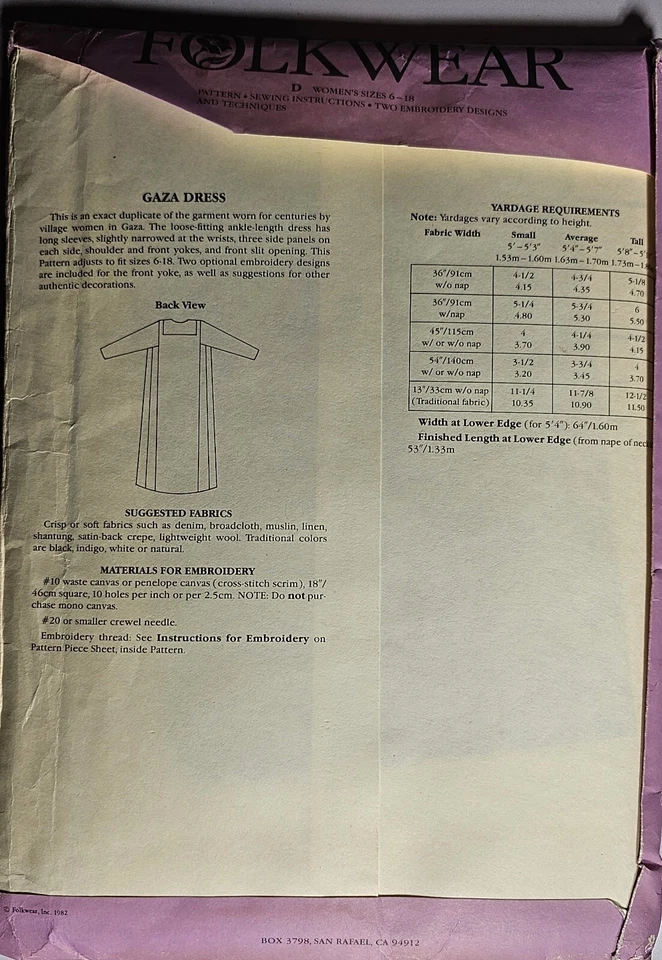 FOLKWEAR
D WOMEN'S SIZES 6–18
PATTERN • SEWING INSTRUCTIONS • TWO EMBROIDERY DESIGNS
AND TECHNIQUES
GAZA DRESS
This is an exact duplicate of the garment worn for centuries by
village women in Gaza. The loose-fitting ankle-length dress has
long sleeves, slightly narrowed at the wrists, three side panels on
each side, shoulder and front yokes, and front slit opening. This
Pattern adjusts to fit sizes 6-18. Two optional embroidery designs
are included for the front yoke, as well as suggestions for other
authentic decorations.
Back View
SUGGESTED FABRICS
Crisp or soft fabrics such as denim, broadcloth, muslin, linen,
shantung, satin-back crepe, lightweight wool. Traditional colors
are black, indigo, white or natural.
MATERIALS FOR EMBROIDERY
#10 waste canvas or penelope canvas (cross-stitch scrim), 18"/
46cm square, 10 holes per inch or per 2.5cm. NOTE: Do not pur-
chase mono canvas.
#20 or smaller crewel needle.
Embroidery thread: See Instructions for Embroidery on
Pattern Piece Sheet, inside Pattern.
YARDAGE REQUIREMENTS
Note: Yardages vary according to height.
Fabric Width Small Average Tall
5'–5'3" 5'4"–5'7" 5'8"–5'
1.53m–1.60m 1.63m–1.70m 1.73m–1.8
36"/91cm 4-1/2 4-3/4 5-1/8
w/o nap 4.15 4.35 4.70
36"/91cm 5-1/4 5-3/4 6
w/nap 4.80 5.30 5.50
45"/115cm 4 4-1/4 4-1/2
w/ or w/o nap 3.70 3.90 4.15
54"/140cm 3-1/2 3-3/4 4
w/ or w/o nap 3.20 3.45 3.70
13"/33cm w/o nap 11-1/4 11-7/8 12-1/2
(Traditional fabric) 10.35 10.90 11.50
Width at Lower Edge (for 5'4"): 64"/1.60m
Finished Length at Lower Edge (from nape of neck
53"/1.33m
© Folkwear, Inc. 1982
BOX 3798, SAN RAFAEL, CA 94912